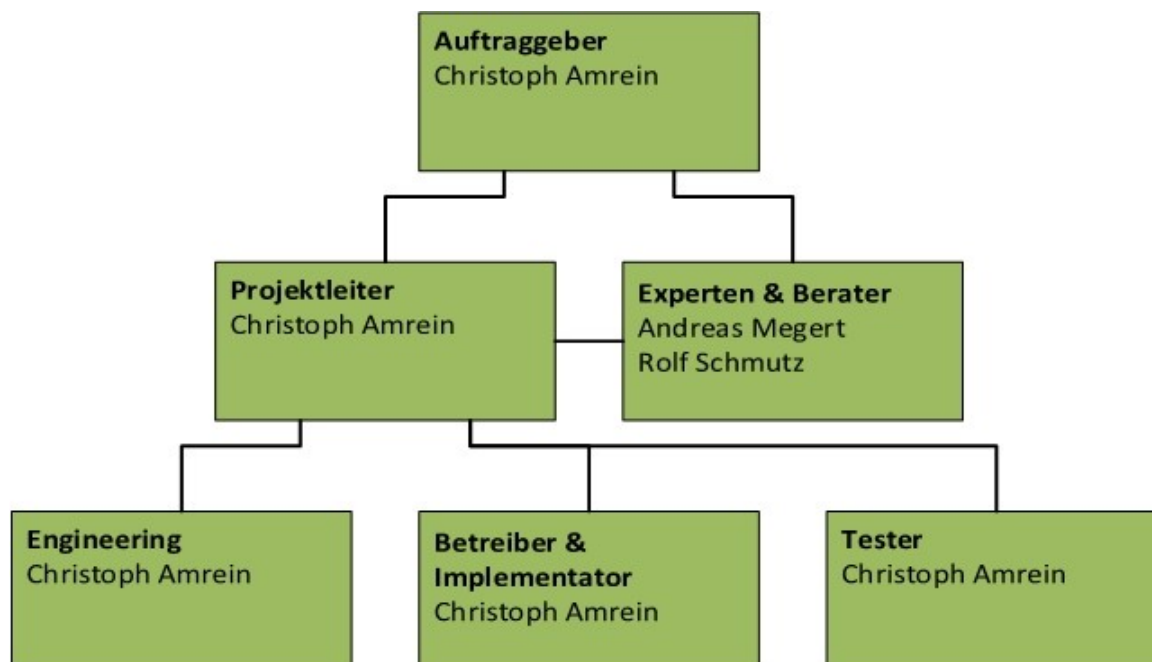 Auftraggeber
Christoph Amrein
Projektleiter
Christoph Amrein
Experten & Berater
Andreas Megert
Rolf Schmutz
Engineering
Christoph Amrein
Betreiber &
Implementator
Christoph Amrein
Tester
Christoph Amrein